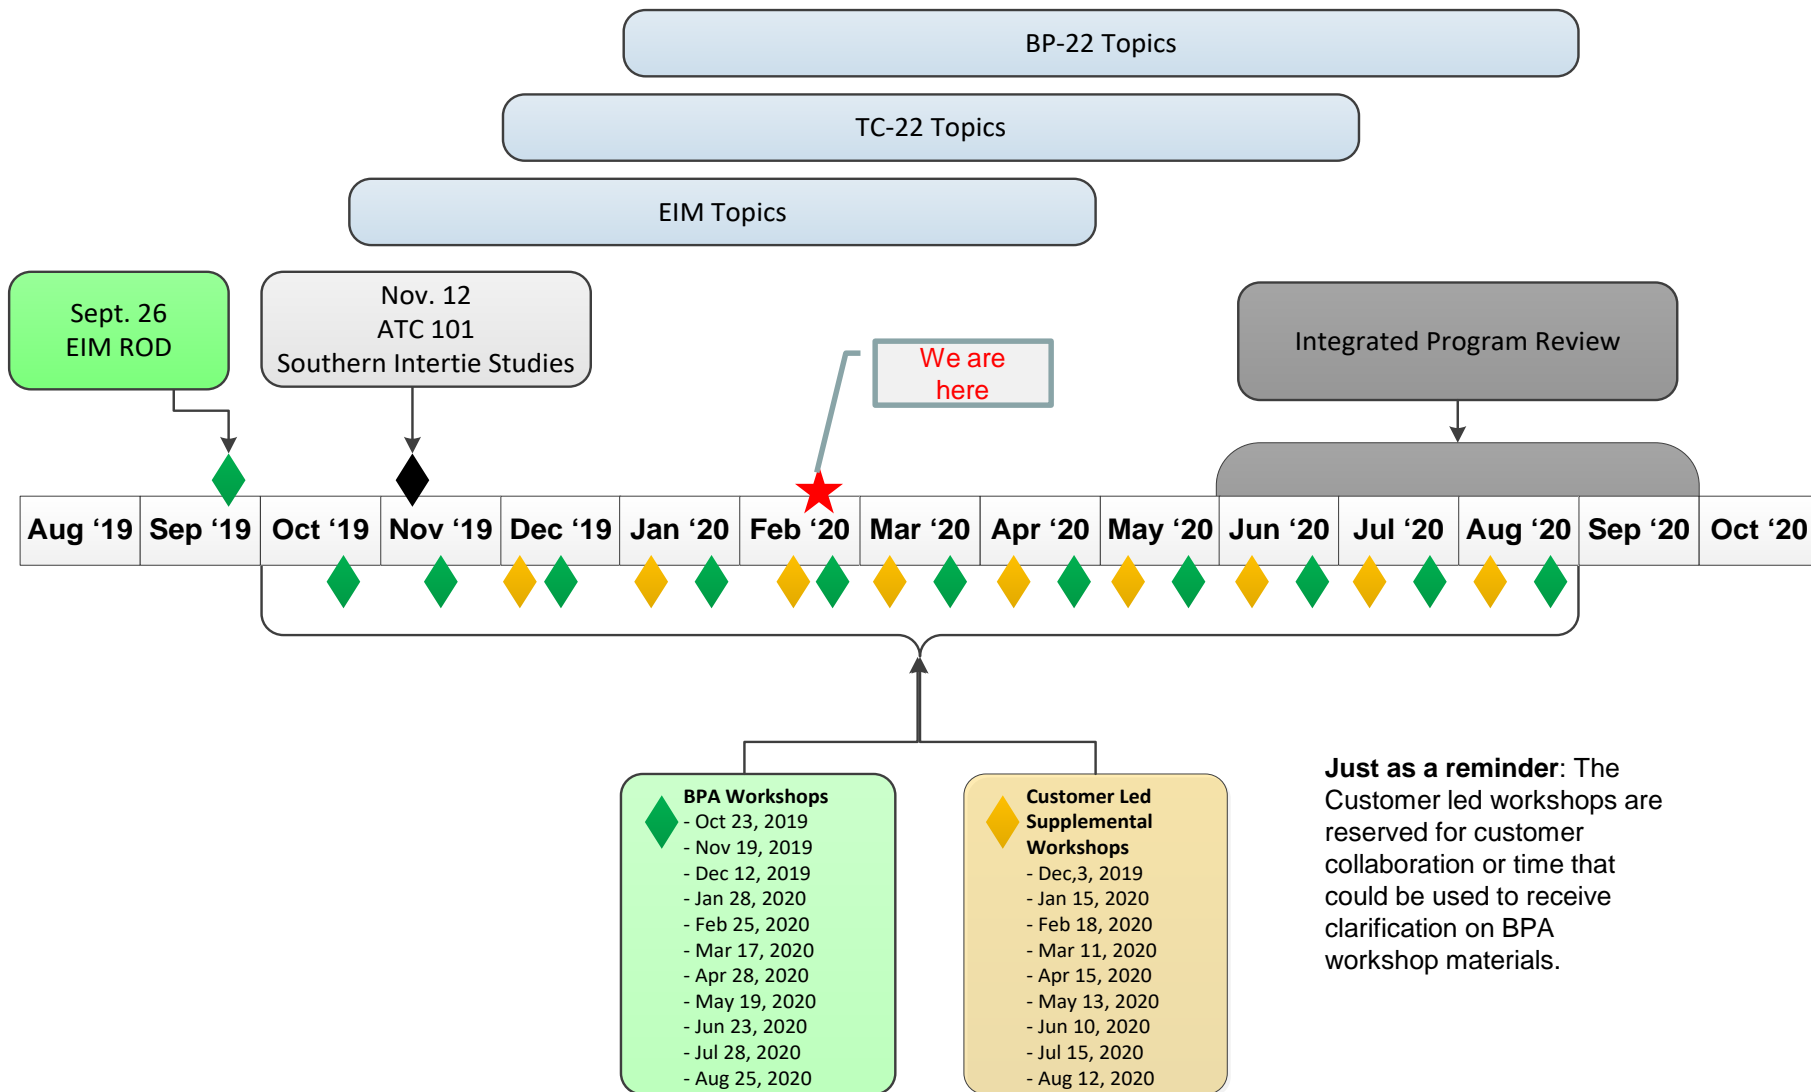 BP-22 Topics
TC-22 Topics
EIM Topics
Sept. 26
EIM ROD
Nov. 12
ATC 101
Southern Intertie Studies
We are
here
Integrated Program Review
Aug ‘19 Sep ‘19 Oct ‘19 Nov ‘19 Dec ‘19 Jan ‘20 Feb ‘20 Mar ‘20 Apr ‘20 May ‘20 Jun ‘20 Jul ‘20 Aug ‘20 Sep ‘20 Oct ‘20
BPA Workshops
- Oct 23, 2019
- Nov 19, 2019
- Dec 12, 2019
- Jan 28, 2020
- Feb 25, 2020
- Mar 17, 2020
- Apr 28, 2020
- May 19, 2020
- Jun 23, 2020
- Jul 28, 2020
- Aug 25, 2020
Customer Led
Supplemental
Workshops
- Dec,3, 2019
- Jan 15, 2020
- Feb 18, 2020
- Mar 11, 2020
- Apr 15, 2020
- May 13, 2020
- Jun 10, 2020
- Jul 15, 2020
- Aug 12, 2020
Just as a reminder: The
Customer led workshops are
reserved for customer
collaboration or time that
could be used to receive
clarification on BPA
workshop materials.